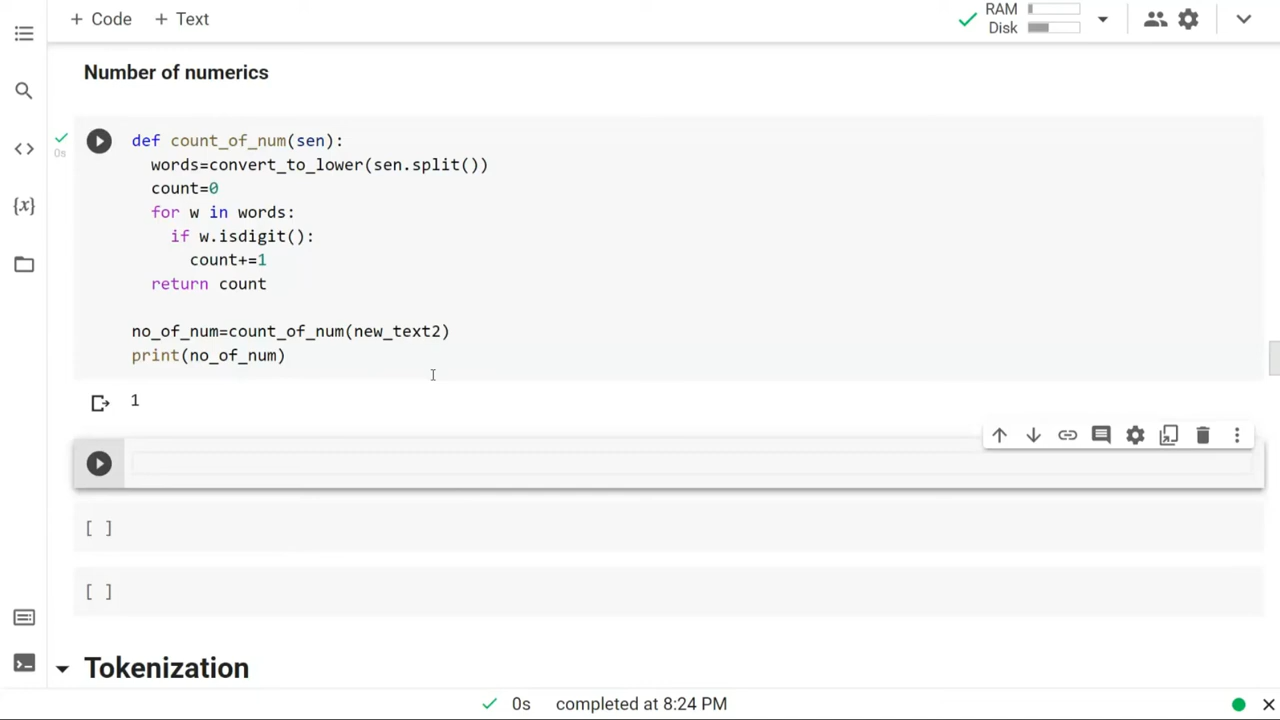 + Code + Text
RAM
Disk
Number of numerics
0s
def count_of_num(sen):
  words=convert_to_lower(sen.split())
  count=0
  for w in words:
    if w.isdigit():
      count+=1
  return count

no_of_num=count_of_num(new_text2)
print(no_of_num)
1
[ ]
[ ]
Tokenization
0s completed at 8:24 PM